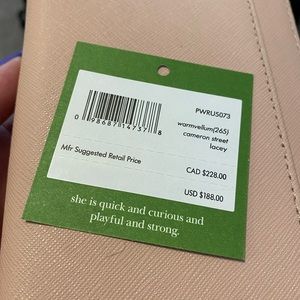 PWRU5073
0 98687 14737 8
warmvellum(265)
cameron street
lacey
Mfr Suggested Retail Price
CAD $228.00
USD $188.00
she is quick and curious and
playful and strong.